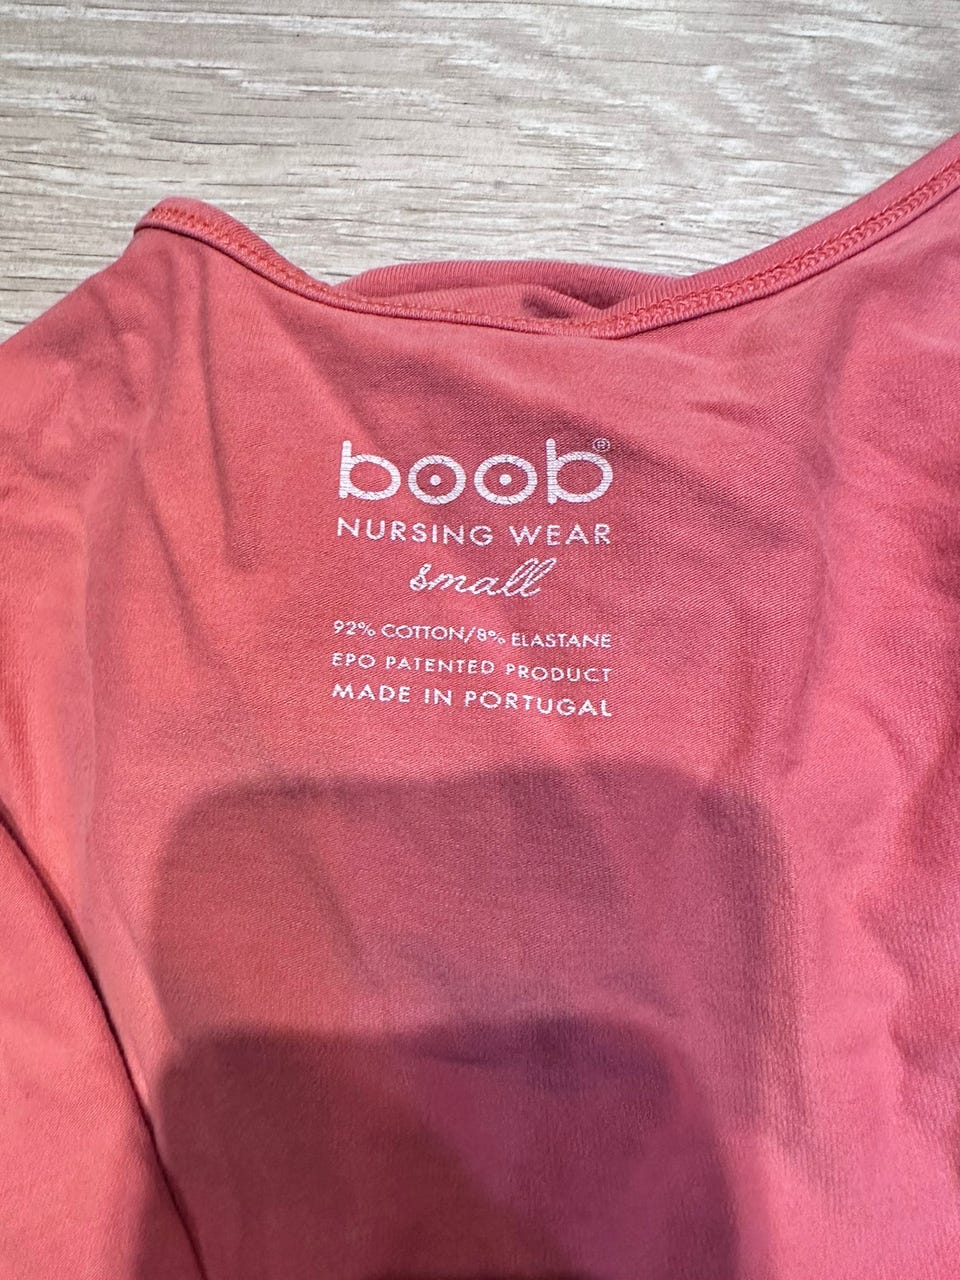 boob®
NURSING WEAR
small
92% COTTON/8% ELASTANE
EPO PATENTED PRODUCT
MADE IN PORTUGAL